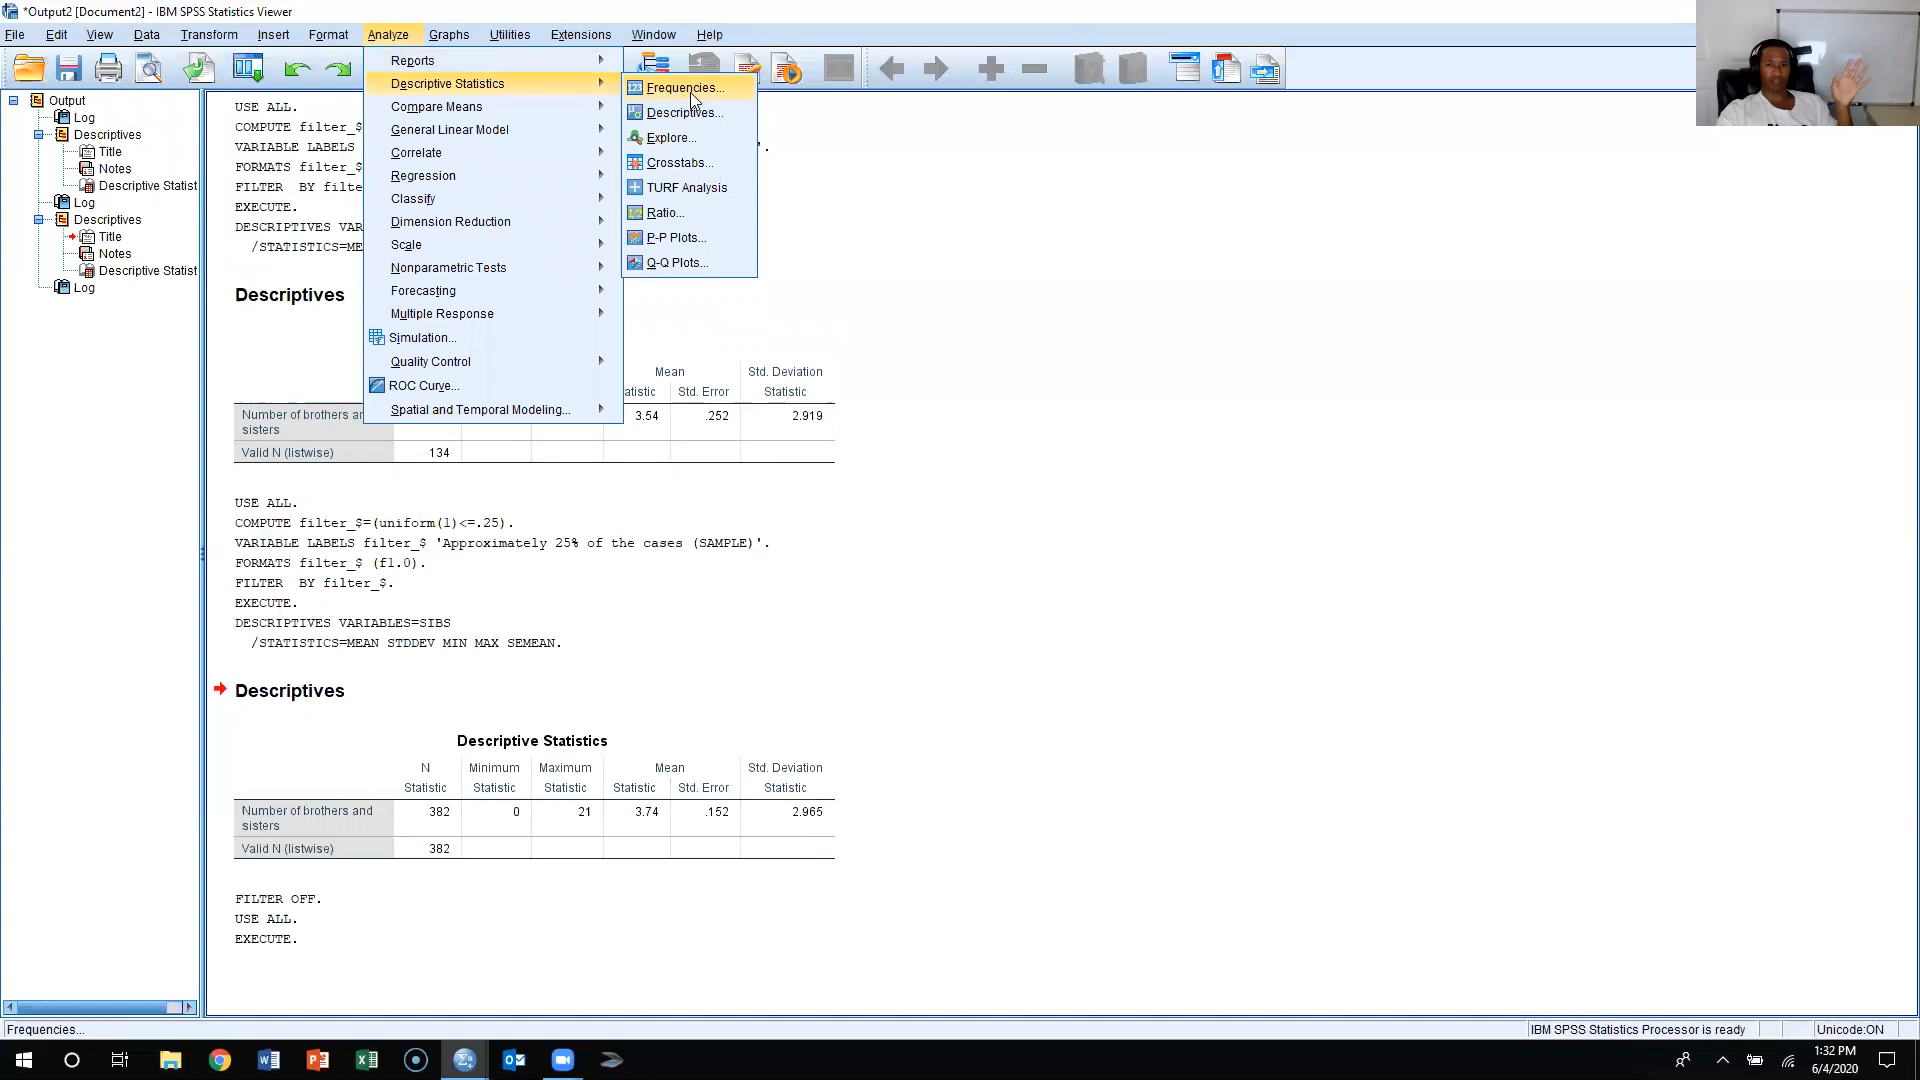 *Output2 [Document2] - IBM SPSS Statistics Viewer
File Edit View Data Transform Insert Format Analyze Graphs Utilities Extensions Window Help
Reports
Descriptive Statistics
Compare Means
General Linear Model
Correlate
Regression
Classify
Dimension Reduction
Scale
Nonparametric Tests
Forecasting
Multiple Response
Simulation...
Quality Control
ROC Curve...
Spatial and Temporal Modeling...
Frequencies...
Descriptives...
Explore...
Crosstabs...
TURF Analysis
Ratio...
P-P Plots...
Q-Q Plots...
Output
Log
Descriptives
Title
Notes
Descriptive Statist
Log
Descriptives
Title
Notes
Descriptive Statist
Log
USE ALL.
COMPUTE filter_$
VARIABLE LABELS '.
FORMATS filter_$
FILTER BY filte
EXECUTE.
DESCRIPTIVES VAR
/STATISTICS=ME
Descriptives
Mean Std. Deviation
atistic Std. Error Statistic
Number of brothers an 3.54 .252 2.919
sisters
Valid N (listwise) 134
USE ALL.
COMPUTE filter_$=(uniform(1)<=.25).
VARIABLE LABELS filter_$ 'Approximately 25% of the cases (SAMPLE)'.
FORMATS filter_$ (f1.0).
FILTER BY filter_$.
EXECUTE.
DESCRIPTIVES VARIABLES=SIBS
/STATISTICS=MEAN STDDEV MIN MAX SEMEAN.
Descriptives
Descriptive Statistics
N Minimum Maximum Mean Std. Deviation
Statistic Statistic Statistic Statistic Std. Error Statistic
Number of brothers and 382 0 21 3.74 .152 2.965
sisters
Valid N (listwise) 382
FILTER OFF.
USE ALL.
EXECUTE.
Frequencies... IBM SPSS Statistics Processor is ready Unicode:ON
1:32 PM
6/4/2020